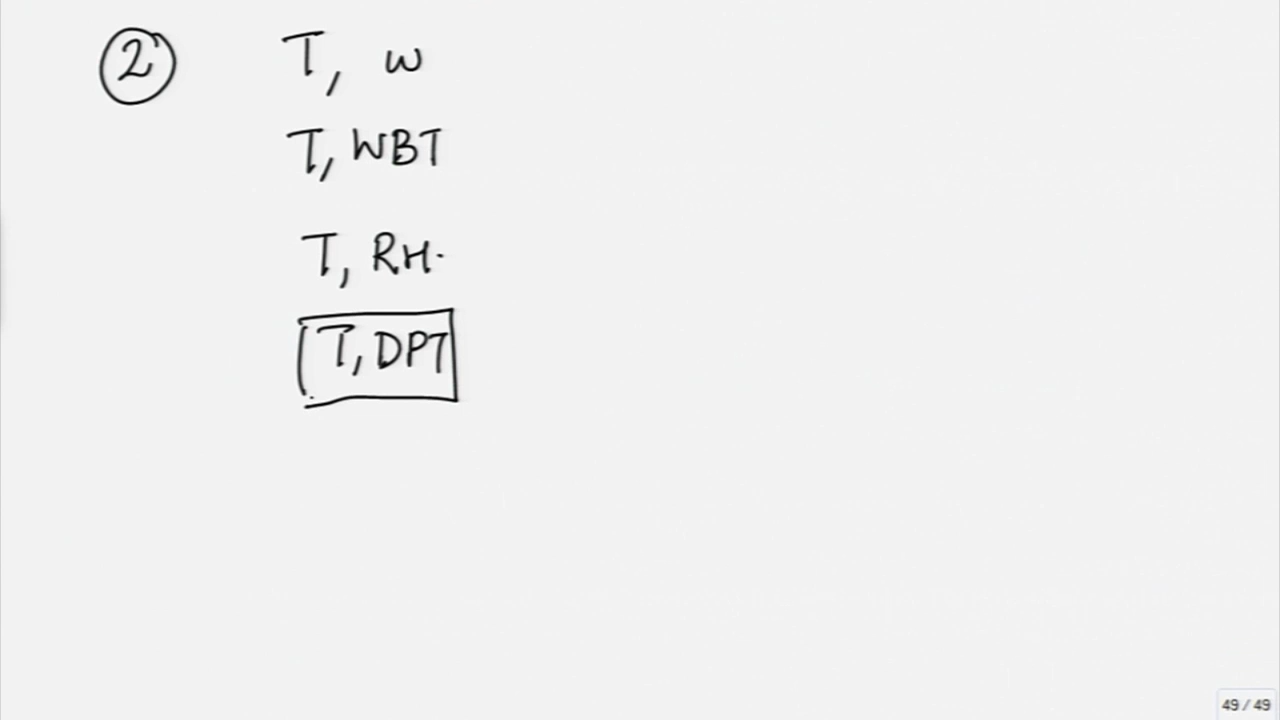 ② T, w
T, WBT
T, RH.
T, DPT
49 / 49